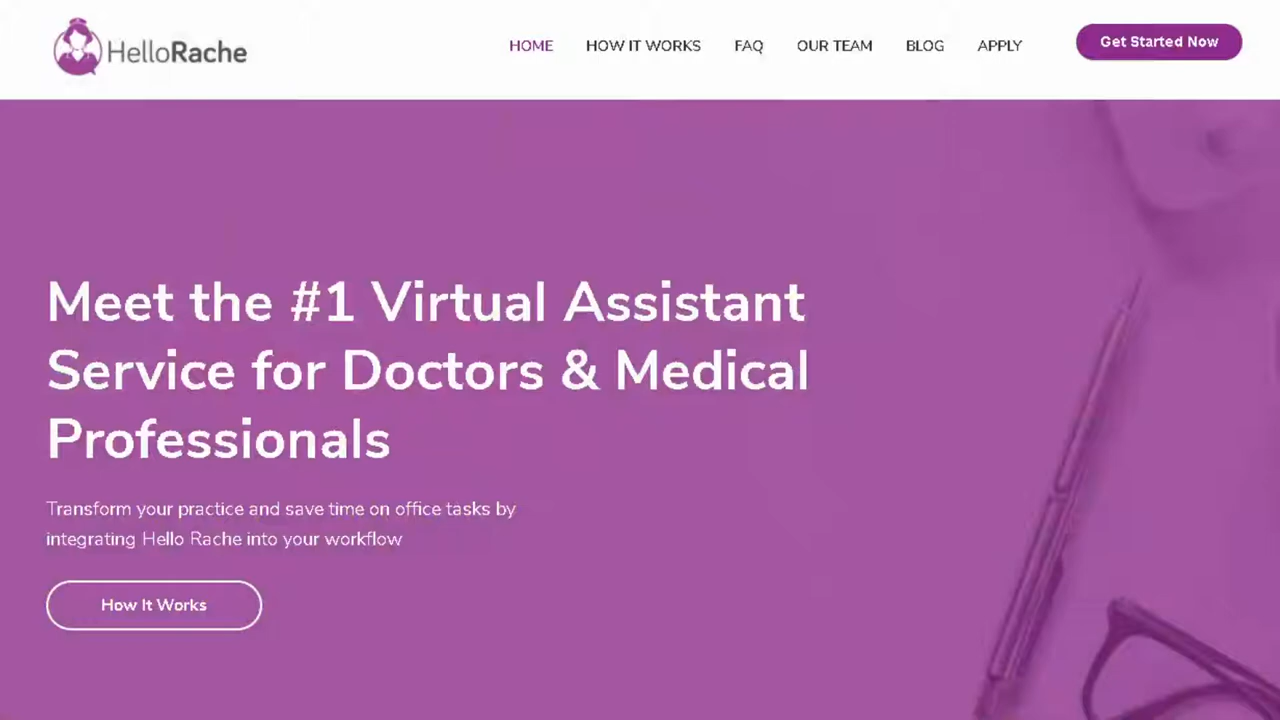 HelloRache
HOME
HOW IT WORKS
FAQ
OUR TEAM
BLOG
APPLY
Get Started Now
Meet the #1 Virtual Assistant
Service for Doctors & Medical
Professionals
Transform your practice and save time on office tasks by
integrating Hello Rache into your workflow
How It Works